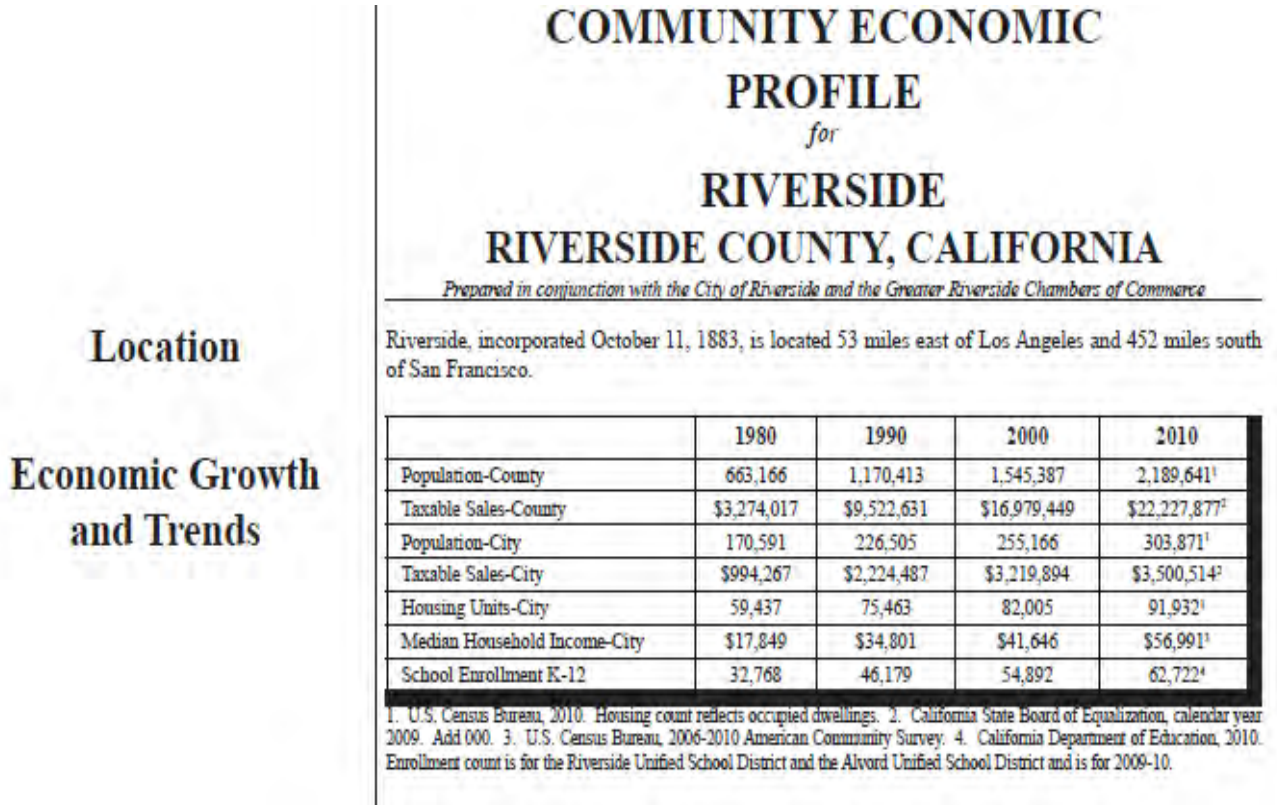 COMMUNITY ECONOMIC
PROFILE
for
RIVERSIDE
RIVERSIDE COUNTY, CALIFORNIA
Prepared in conjunction with the City of Riverside and the Greater Riverside Chambers of Commerce
Location
Riverside, incorporated October 11, 1883, is located 53 miles east of Los Angeles and 452 miles south
of San Francisco.
Economic Growth
and Trends
1980 1990 2000 2010
Population-County 663,166 1,170,413 1,545,387 2,189,641¹
Taxable Sales-County $3,274,017 $9,522,631 $16,979,449 $22,227,877²
Population-City 170,591 226,505 255,166 303,871¹
Taxable Sales-City $994,267 $2,224,487 $3,219,894 $3,500,514²
Housing Units-City 59,437 75,463 82,005 91,932¹
Median Household Income-City $17,849 $34,801 $41,646 $56,991³
School Enrollment K-12 32,768 46,179 54,892 62,722⁴
1. U.S. Census Bureau, 2010. Housing count reflects occupied dwellings. 2. California State Board of Equalization, calendar year
2009. Add 000. 3. U.S. Census Bureau, 2006-2010 American Community Survey. 4. California Department of Education, 2010.
Enrollment count is for the Riverside Unified School District and the Alvord Unified School District and is for 2009-10.